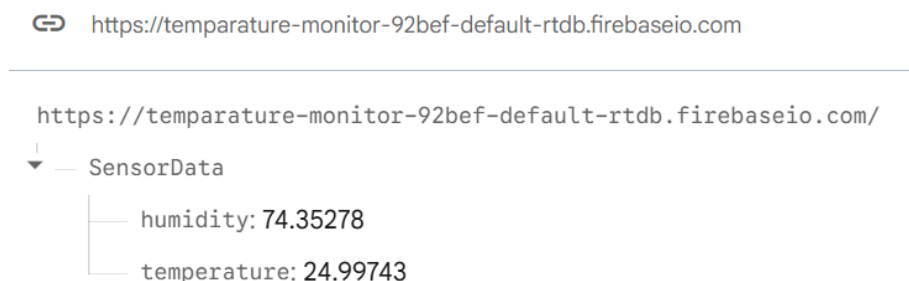 https://temparature-monitor-92bef-default-rtdb.firebaseio.com
https://temparature-monitor-92bef-default-rtdb.firebaseio.com/
SensorData
humidity: 74.35278
temperature: 24.99743